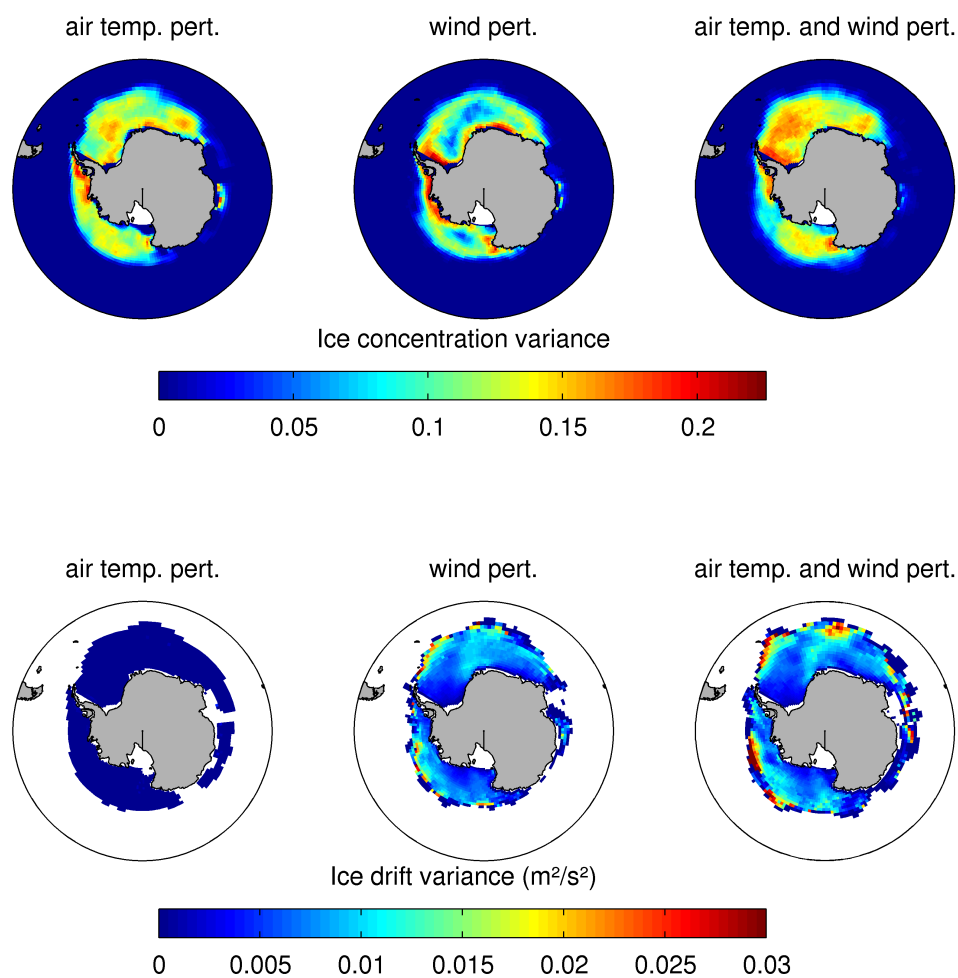 air temp. pert. wind pert. air temp. and wind pert.
Ice concentration variance
0 0.05 0.1 0.15 0.2
air temp. pert. wind pert. air temp. and wind pert.
Ice drift variance (m²/s²)
0 0.005 0.01 0.015 0.02 0.025 0.03